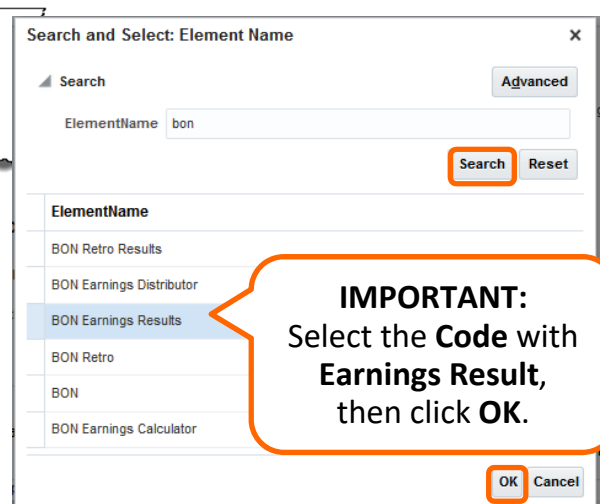 Search and Select: Element Name
Search
Advanced
ElementName bon
Search Reset
ElementName
BON Retro Results
BON Earnings Distributor
BON Earnings Results
BON Retro
BON
BON Earnings Calculator
IMPORTANT:
Select the Code with
Earnings Result,
then click OK.
OK Cancel